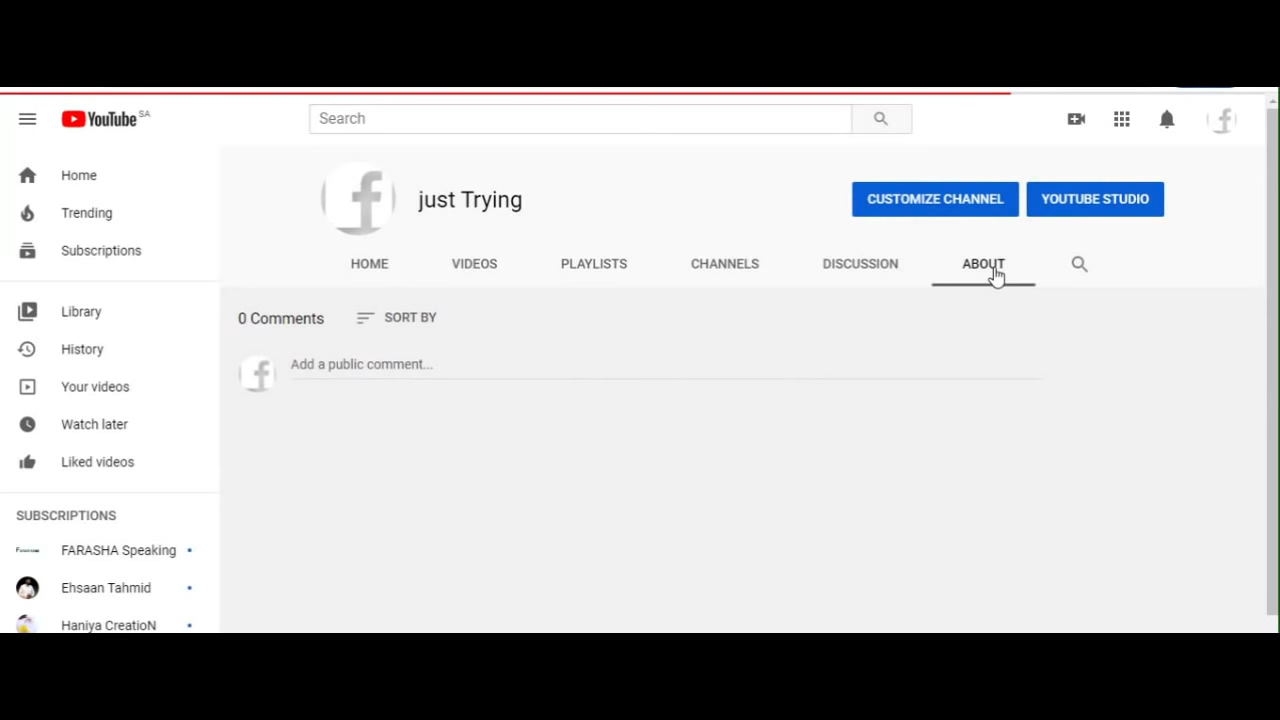 YouTube SA
Search
Home
Trending
Subscriptions
Library
History
Your videos
Watch later
Liked videos
SUBSCRIPTIONS
FARASHA Speaking
Ehsaan Tahmid
Haniya CreatioN
just Trying
CUSTOMIZE CHANNEL YOUTUBE STUDIO
HOME VIDEOS PLAYLISTS CHANNELS DISCUSSION ABOUT
0 Comments SORT BY
Add a public comment...